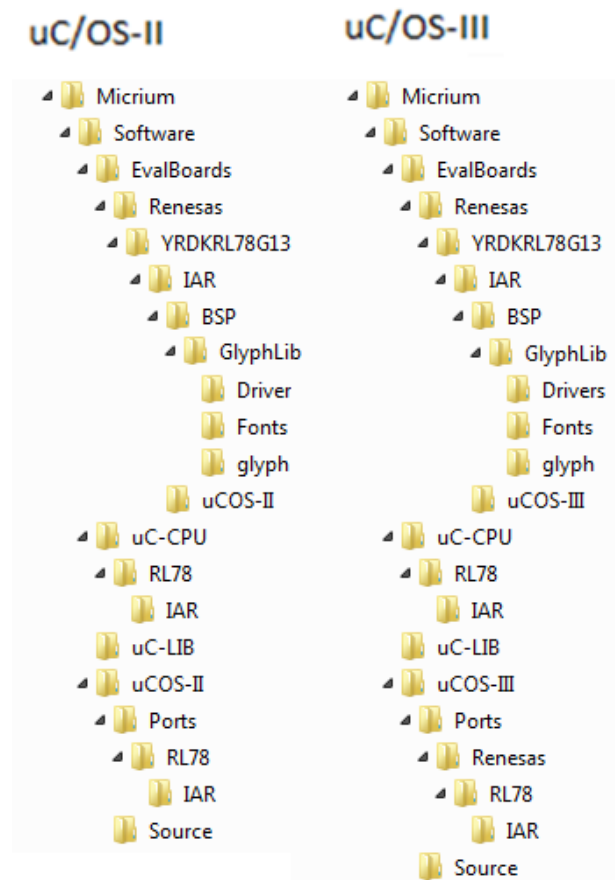 uC/OS-II
Micrium
Software
EvalBoards
Renesas
YRDKRL78G13
IAR
BSP
GlyphLib
Driver
Fonts
glyph
uCOS-II
uC-CPU
RL78
IAR
uC-LIB
uCOS-II
Ports
RL78
IAR
Source
uC/OS-III
Micrium
Software
EvalBoards
Renesas
YRDKRL78G13
IAR
BSP
GlyphLib
Drivers
Fonts
glyph
uCOS-III
uC-CPU
RL78
IAR
uC-LIB
uCOS-III
Ports
Renesas
RL78
IAR
Source